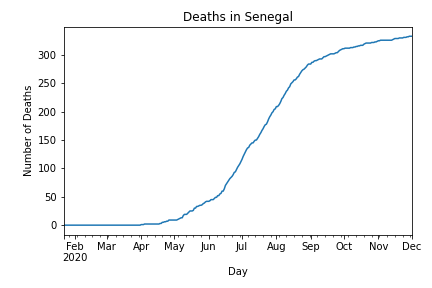 Deaths in Senegal
Number of Deaths
300
250
200
150
100
50
0
Feb Mar Apr May Jun Jul Aug Sep Oct Nov Dec
2020
Day